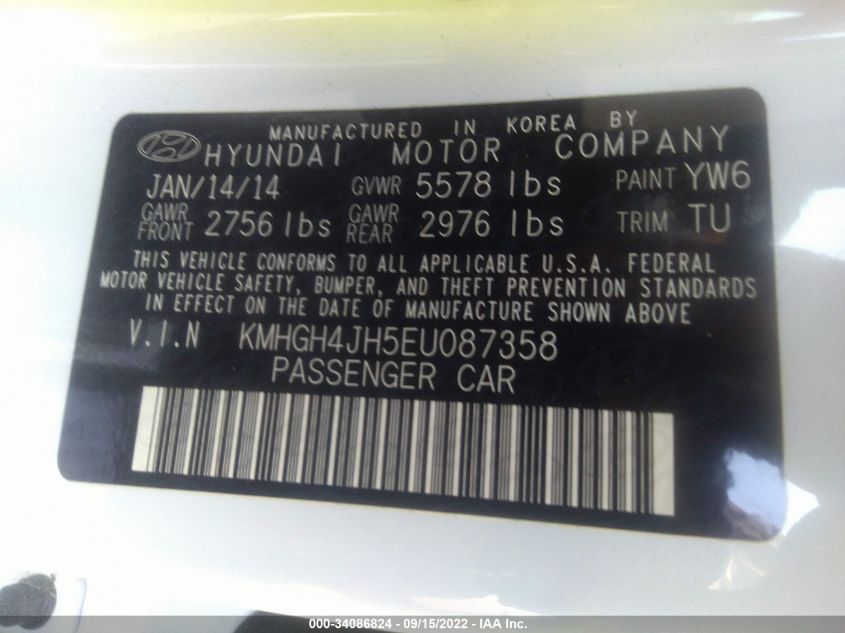 MANUFACTURED IN KOREA BY
HYUNDAI MOTOR COMPANY
JAN/14/14 GVWR 5578 lbs PAINT YW6
GAWR FRONT 2756 lbs GAWR REAR 2976 lbs TRIM TU
THIS VEHICLE CONFORMS TO ALL APPLICABLE U.S.A. FEDERAL
MOTOR VEHICLE SAFETY, BUMPER, AND THEFT PREVENTION STANDARDS
IN EFFECT ON THE DATE OF MANUFACTURE SHOWN ABOVE
V.I.N KMHGH4JH5EU087358
PASSENGER CAR
000-34086824 - 09/15/2022 - IAA Inc.